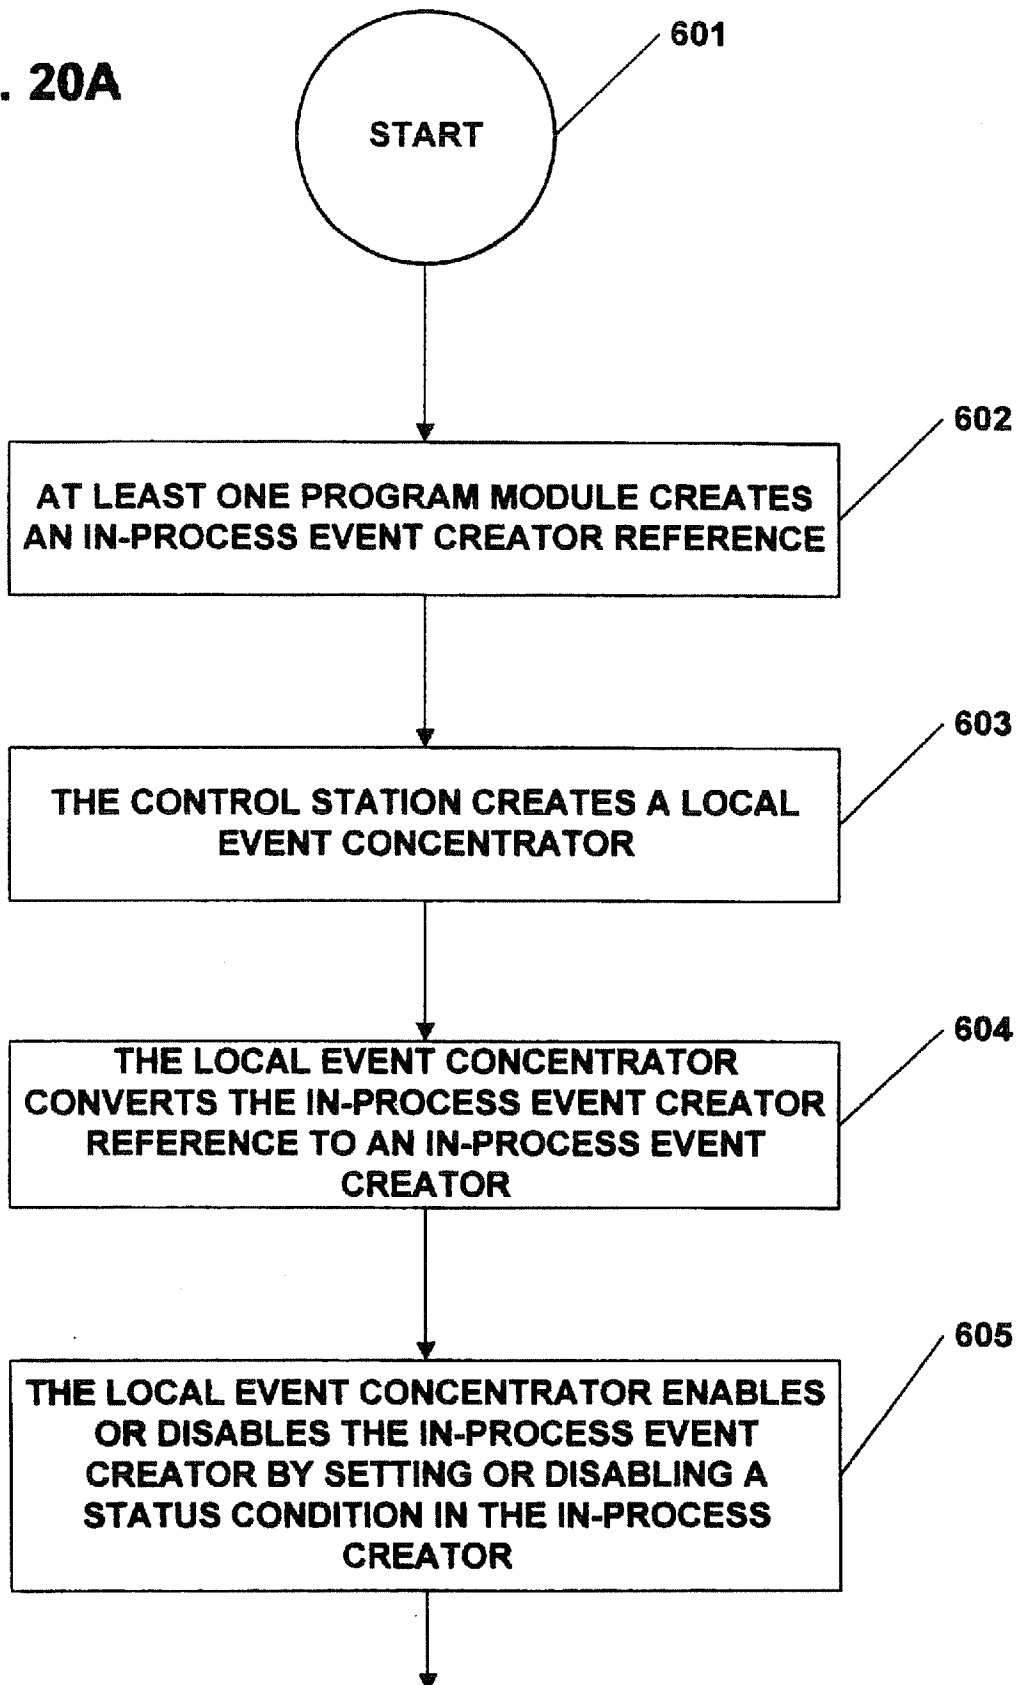 . 20A
601
START
602
AT LEAST ONE PROGRAM MODULE CREATES
AN IN-PROCESS EVENT CREATOR REFERENCE
603
THE CONTROL STATION CREATES A LOCAL
EVENT CONCENTRATOR
604
THE LOCAL EVENT CONCENTRATOR
CONVERTS THE IN-PROCESS EVENT CREATOR
REFERENCE TO AN IN-PROCESS EVENT
CREATOR
605
THE LOCAL EVENT CONCENTRATOR ENABLES
OR DISABLES THE IN-PROCESS EVENT
CREATOR BY SETTING OR DISABLING A
STATUS CONDITION IN THE IN-PROCESS
CREATOR